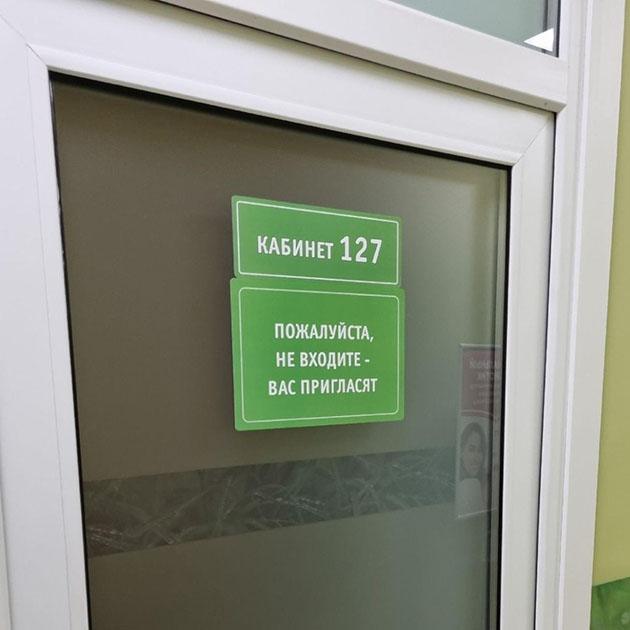 КАБИНЕТ 127
ПОЖАЛУЙСТА,
НЕ ВХОДИТЕ -
ВАС ПРИГЛАСЯТ